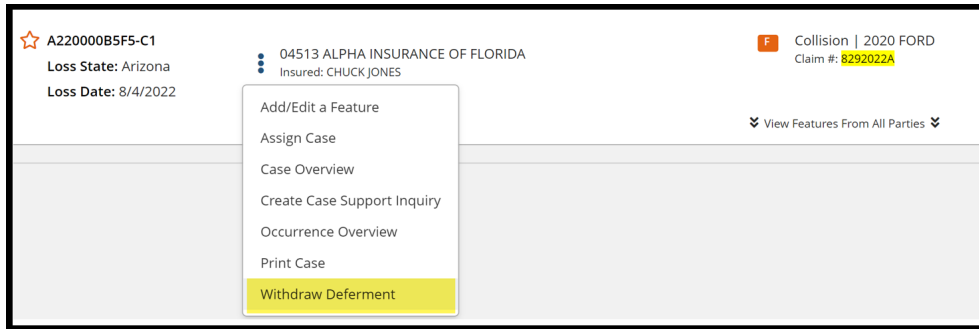 A220000B5F5-C1
Loss State: Arizona
Loss Date: 8/4/2022
04513 ALPHA INSURANCE OF FLORIDA
Insured: CHUCK JONES
F
Collision | 2020 FORD
Claim #: 8292022A
View Features From All Parties
Add/Edit a Feature
Assign Case
Case Overview
Create Case Support Inquiry
Occurrence Overview
Print Case
Withdraw Deferment